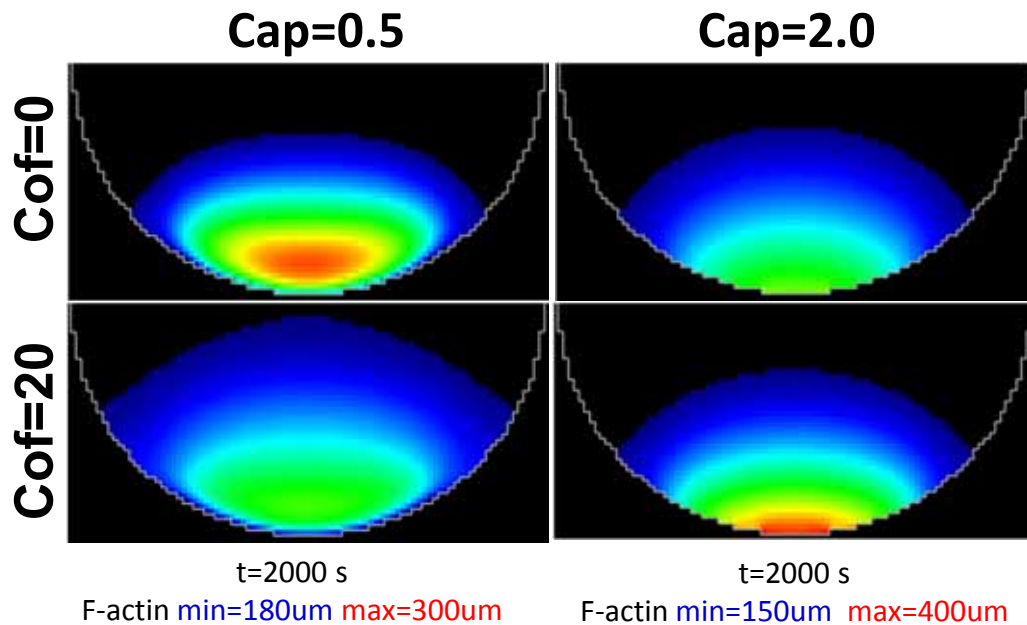 Cap=0.5 Cap=2.0
Cof=0
Cof=20
t=2000 s t=2000 s
F-actin min=180um max=300um F-actin min=150um max=400um